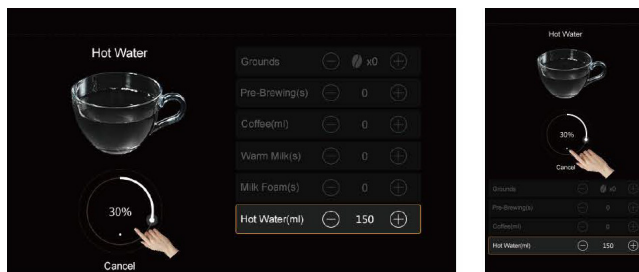 Hot Water
30%
Cancel
Grounds x0
Pre-Brewing(s) 0
Coffee(ml) 0
Warm Milk(s) 0
Milk Foam(s) 0
Hot Water(ml) 150
Hot Water
30%
Cancel
Grounds x0
Pre-Brewing(s) 0
Coffee(ml) 0
Hot Water(ml) 150